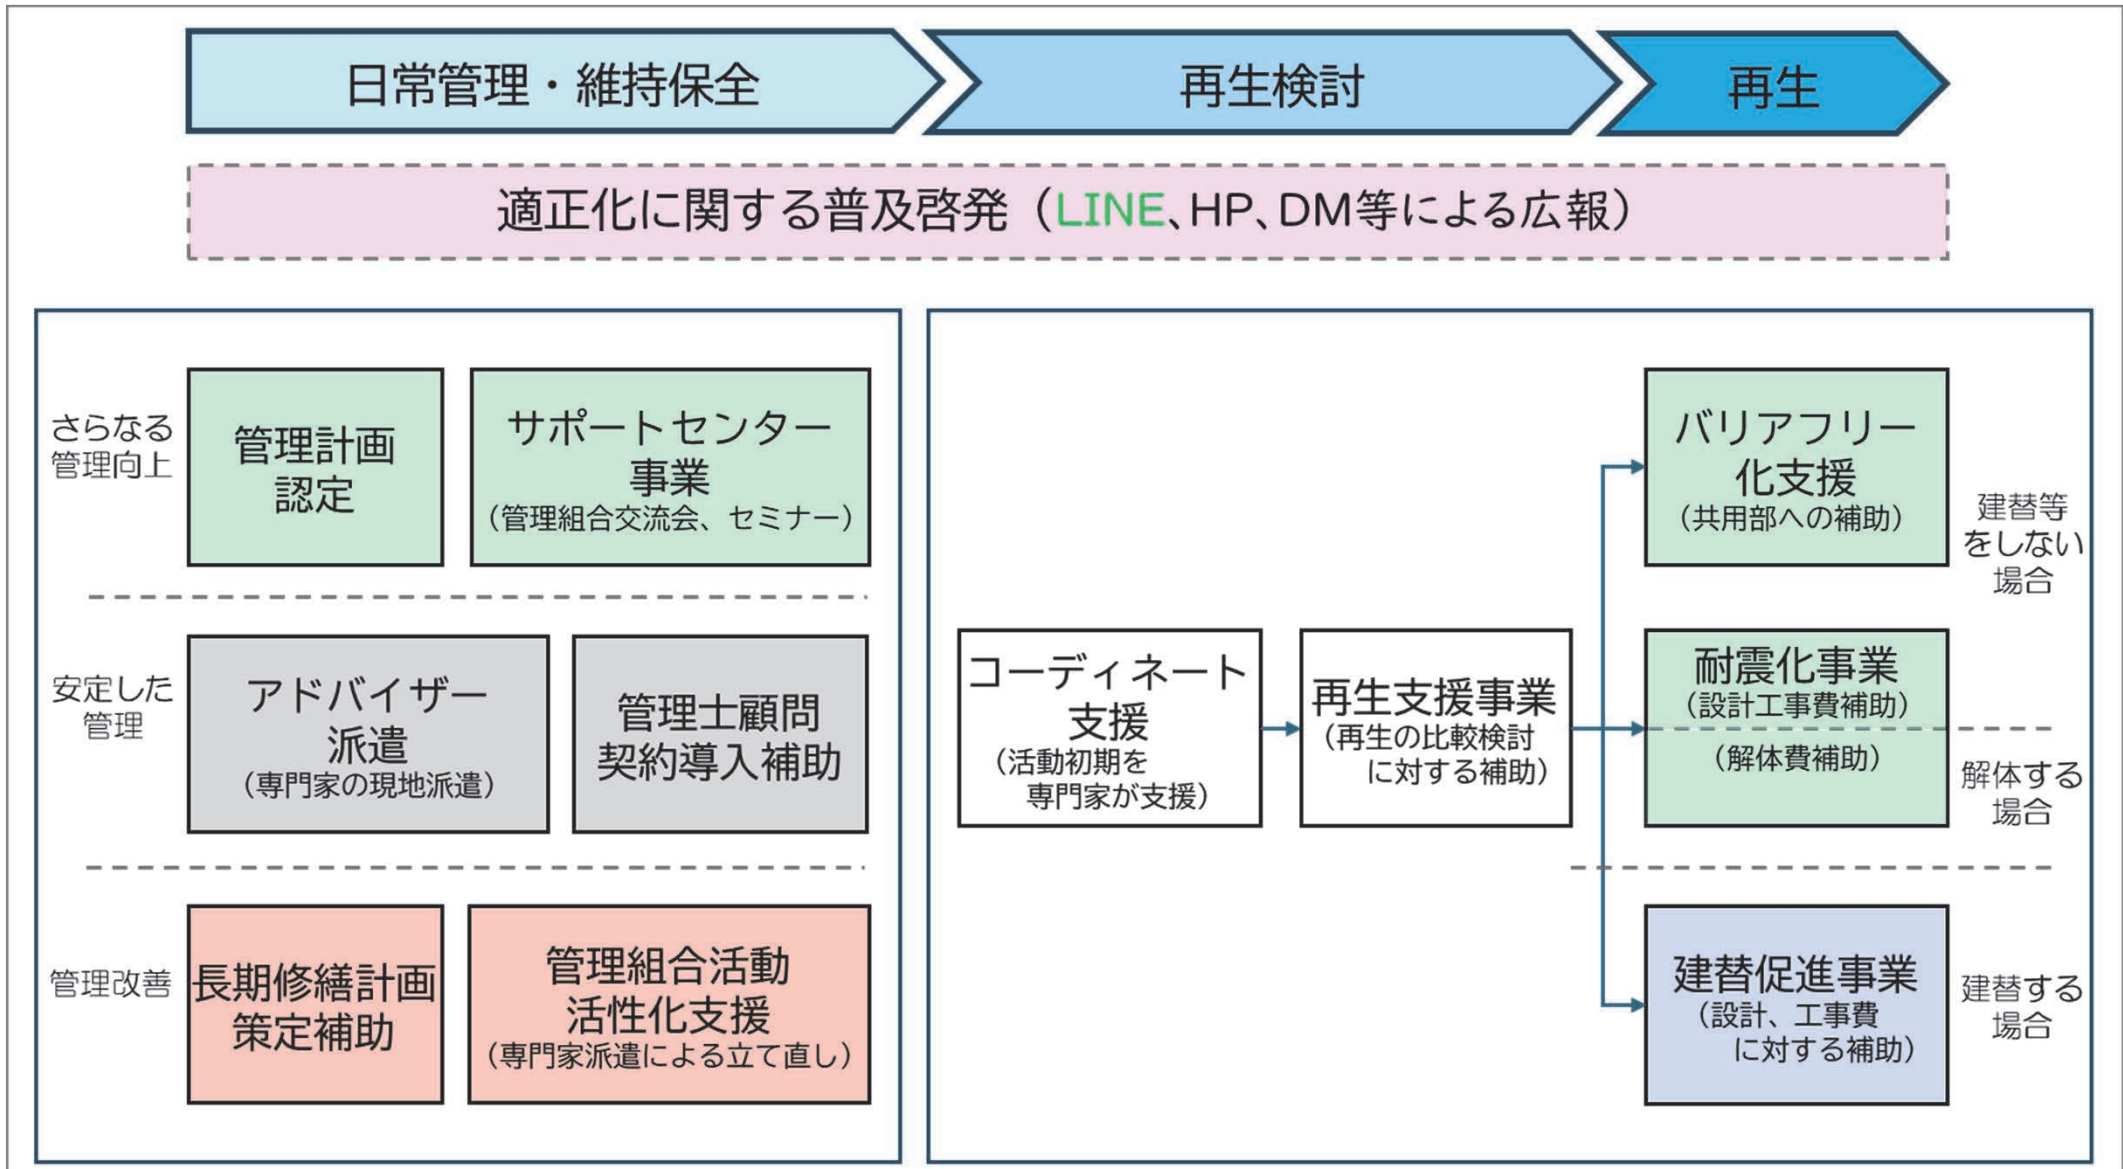 日常管理・維持保全
再生検討
再生
適正化に関する普及啓発（LINE、HP、DM等による広報）
さらなる
管理向上
管理計画
認定
サポートセンター
事業
（管理組合交流会、セミナー）
安定した
管理
アドバイザー
派遣
（専門家の現地派遣）
管理士顧問
契約導入補助
管理改善
長期修繕計画
策定補助
管理組合活動
活性化支援
（専門家派遣による立て直し）
コーディネート
支援
（活動初期を
専門家が支援）
再生支援事業
（再生の比較検討
に対する補助）
バリアフリー
化支援
（共用部への補助）
建替等
をしない
場合
耐震化事業
（設計工事費補助）
（解体費補助）
解体する
場合
建替促進事業
（設計、工事費
に対する補助）
建替する
場合